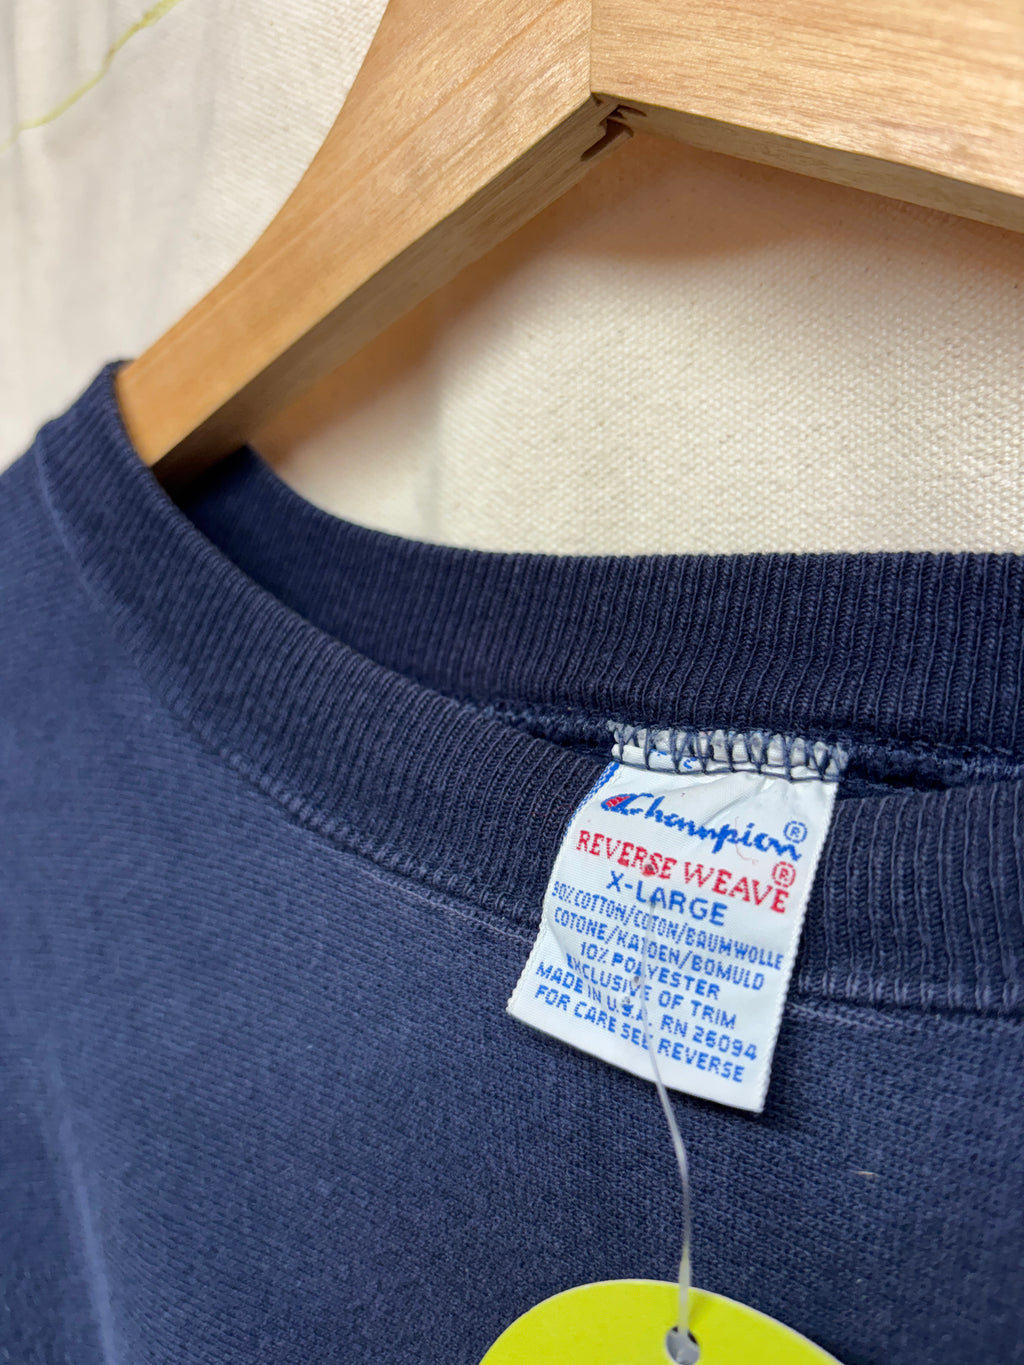 Champion®
REVERSE WEAVE®
X-LARGE
90% COTTON/COTON/BAUMWOLLE
COTONE/KATOEN/BOMULD
10% POLYESTER
EXCLUSIVE OF TRIM
MADE IN U.S.A. RN 26094
FOR CARE SEE REVERSE